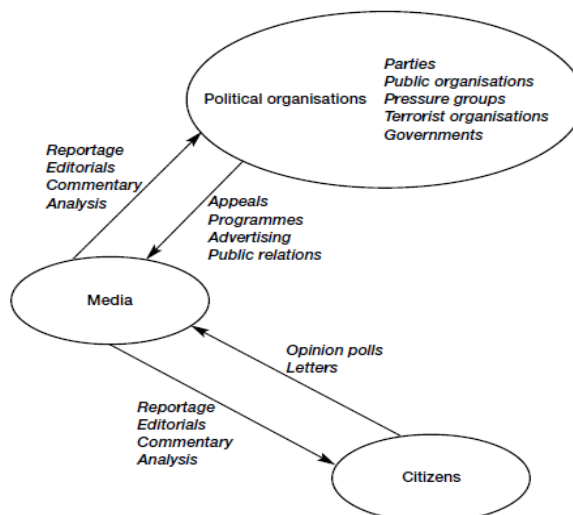 Political organisations
Parties
Public organisations
Pressure groups
Terrorist organisations
Governments
Reportage
Editorials
Commentary
Analysis
Appeals
Programmes
Advertising
Public relations
Media
Opinion polls
Letters
Reportage
Editorials
Commentary
Analysis
Citizens